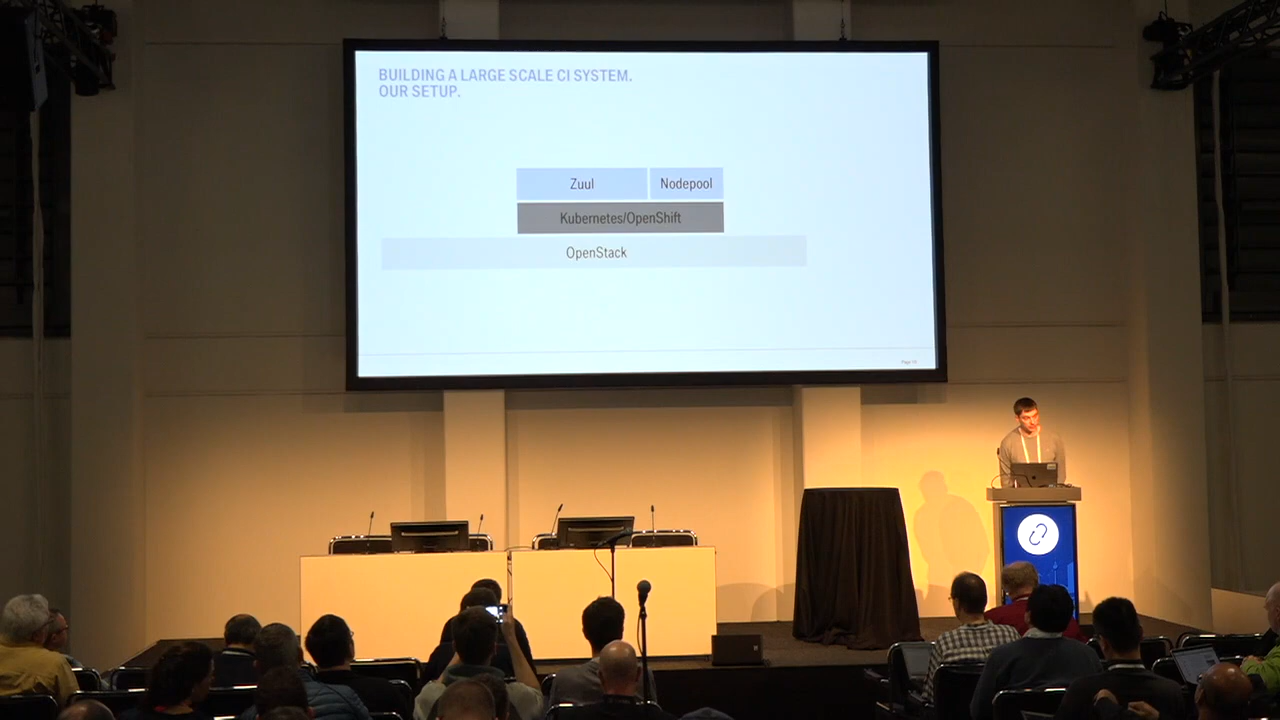 BUILDING A LARGE SCALE CI SYSTEM.
OUR SETUP.
Zuul
Nodepool
Kubernetes/OpenShift
OpenStack